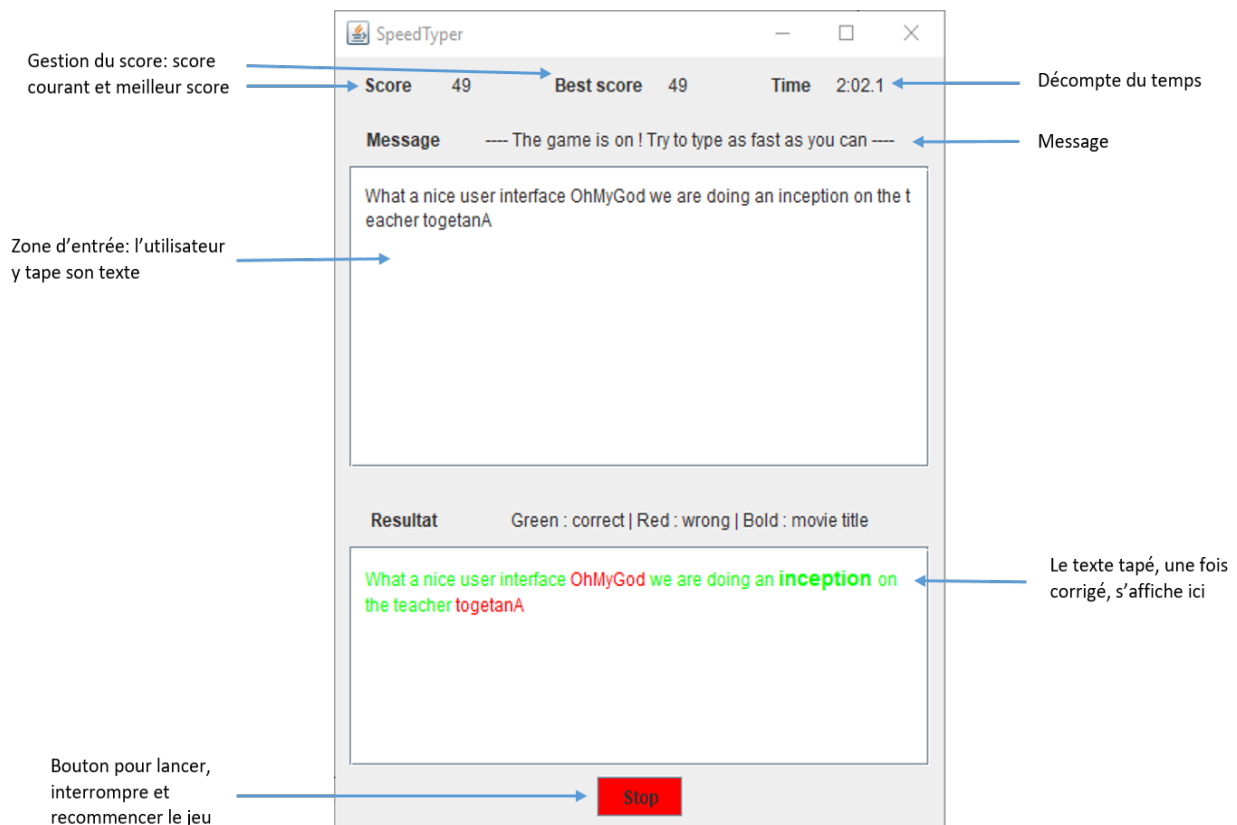 SpeedTyper
Gestion du score: score
courant et meilleur score
Score 49 Best score 49 Time 2:02.1
Décompte du temps
Message ---- The game is on ! Try to type as fast as you can ----
Message
What a nice user interface OhMyGod we are doing an inception on the t
eacher togetanA
Zone d’entrée: l’utilisateur
y tape son texte
Resultat Green : correct | Red : wrong | Bold : movie title
What a nice user interface OhMyGod we are doing an inception on
the teacher togetanA
Le texte tapé, une fois
corrigé, s’affiche ici
Bouton pour lancer,
interrompre et
recommencer le jeu
Stop